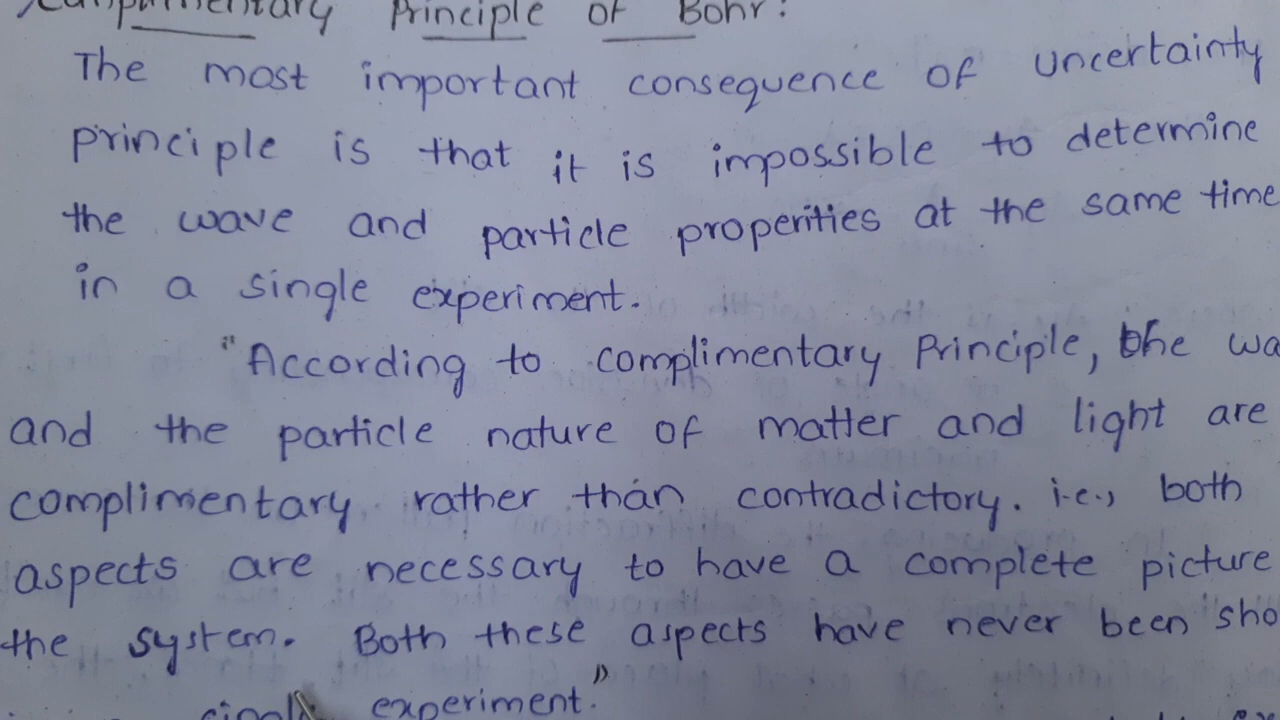 Complimentary Principle of Bohr:
The most important consequence of uncertainty
principle is that it is impossible to determine
the wave and particle properities at the same time
in a single experiment.
"According to complimentary Principle, the wa
and the particle nature of matter and light are
complimentary rather than contradictory. i.e., both
aspects are necessary to have a complete picture
the system. Both these aspects have never been sho
experiment."